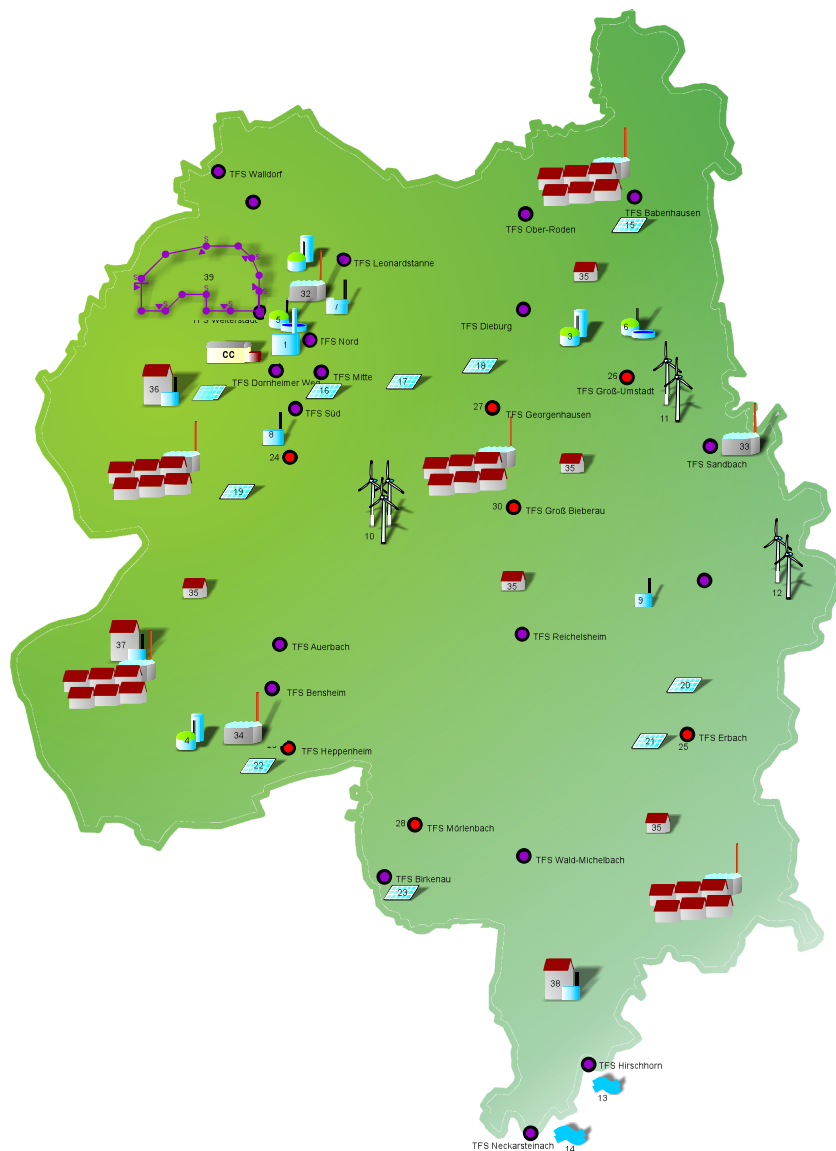 TFS Walldorf
TFS Babenhausen
TFS Ober-Roden
15
TFS Leonardstanne
39
S
S
S
S
S
35
32
7
TFS Dieburg
5
6
3
1
TFS Nord
CC
TFS Dornheimer Weg
TFS Mitte
18
17
16
26
TFS Groß-Umstadt
36
TFS Süd
27
TFS Georgenhausen
11
8
33
TFS Sandbach
24
35
19
30
TFS Groß Bieberau
10
35
35
9
12
37
TFS Auerbach
TFS Reichelsheim
TFS Bensheim
20
34
4
TFS Heppenheim
21
TFS Erbach
25
22
28
TFS Mörlenbach
35
TFS Wald-Michelbach
TFS Birkenau
23
38
TFS Hirschhorn
13
TFS Neckarsteinach
14